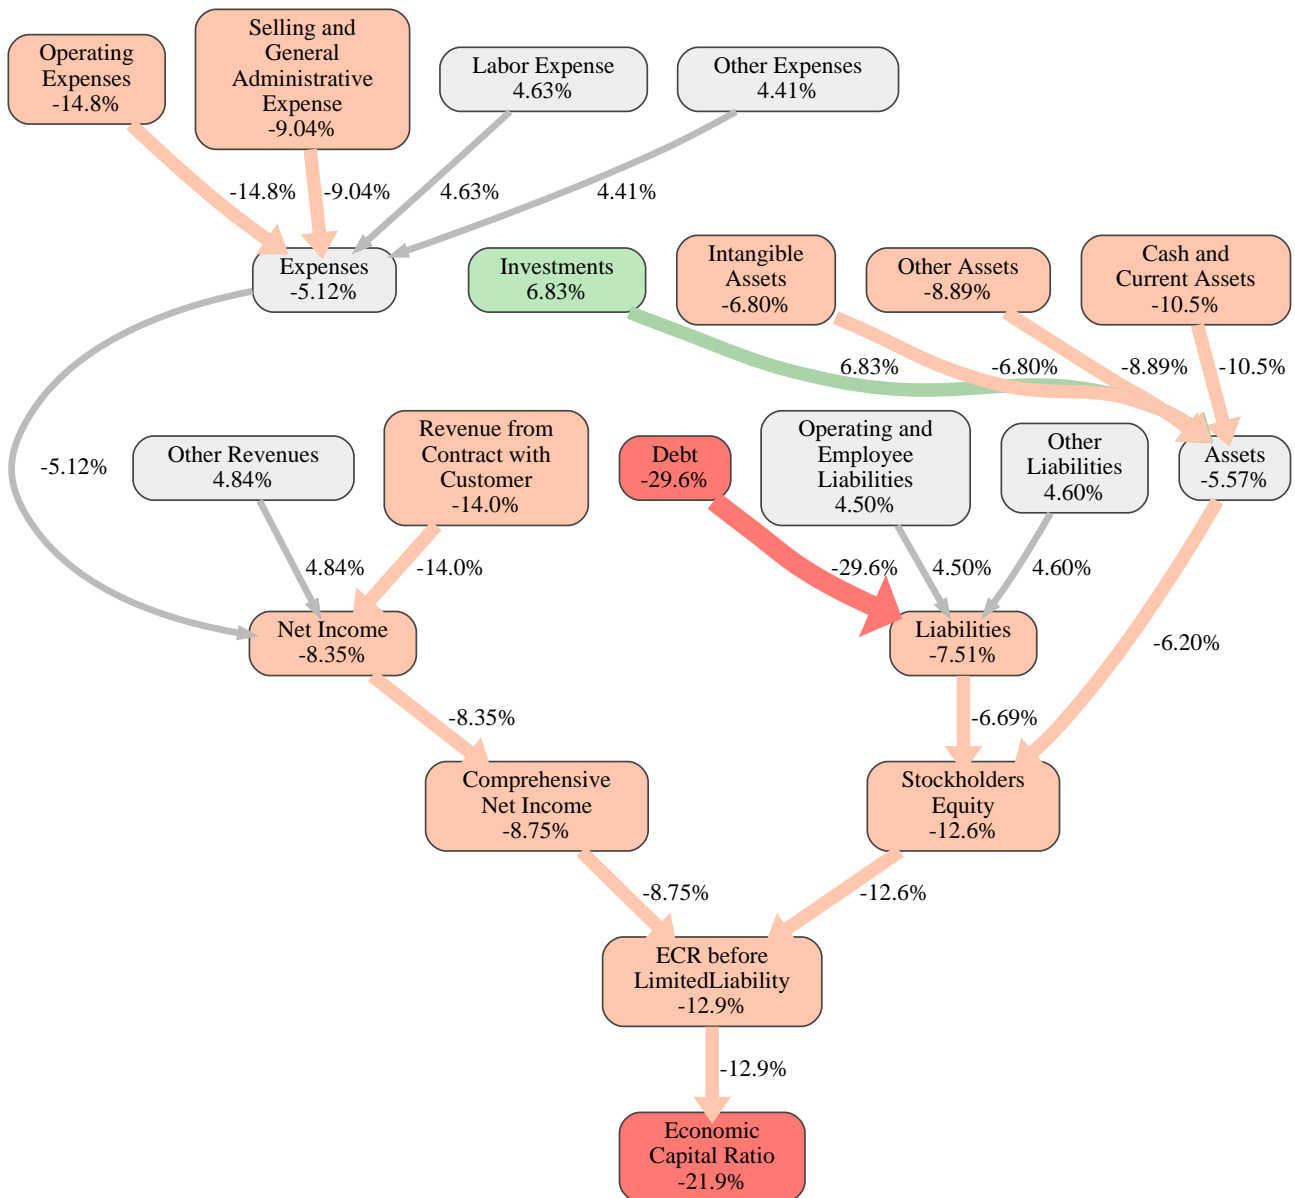 Operating
Expenses
-14.8%
Selling and
General
Administrative
Expense
-9.04%
Labor Expense
4.63%
Other Expenses
4.41%
-14.8%
-9.04%
4.63%
4.41%
Expenses
-5.12%
Investments
6.83%
Intangible
Assets
-6.80%
Other Assets
-8.89%
Cash and
Current Assets
-10.5%
6.83%
-6.80%
-8.89%
-10.5%
-5.12%
Other Revenues
4.84%
Revenue from
Contract with
Customer
-14.0%
Debt
-29.6%
Operating and
Employee
Liabilities
4.50%
Other
Liabilities
4.60%
Assets
-5.57%
4.84%
-14.0%
-29.6%
4.50%
4.60%
Net Income
-8.35%
Liabilities
-7.51%
-6.20%
-8.35%
-6.69%
Comprehensive
Net Income
-8.75%
Stockholders
Equity
-12.6%
-8.75%
-12.6%
ECR before
LimitedLiability
-12.9%
-12.9%
Economic
Capital Ratio
-21.9%